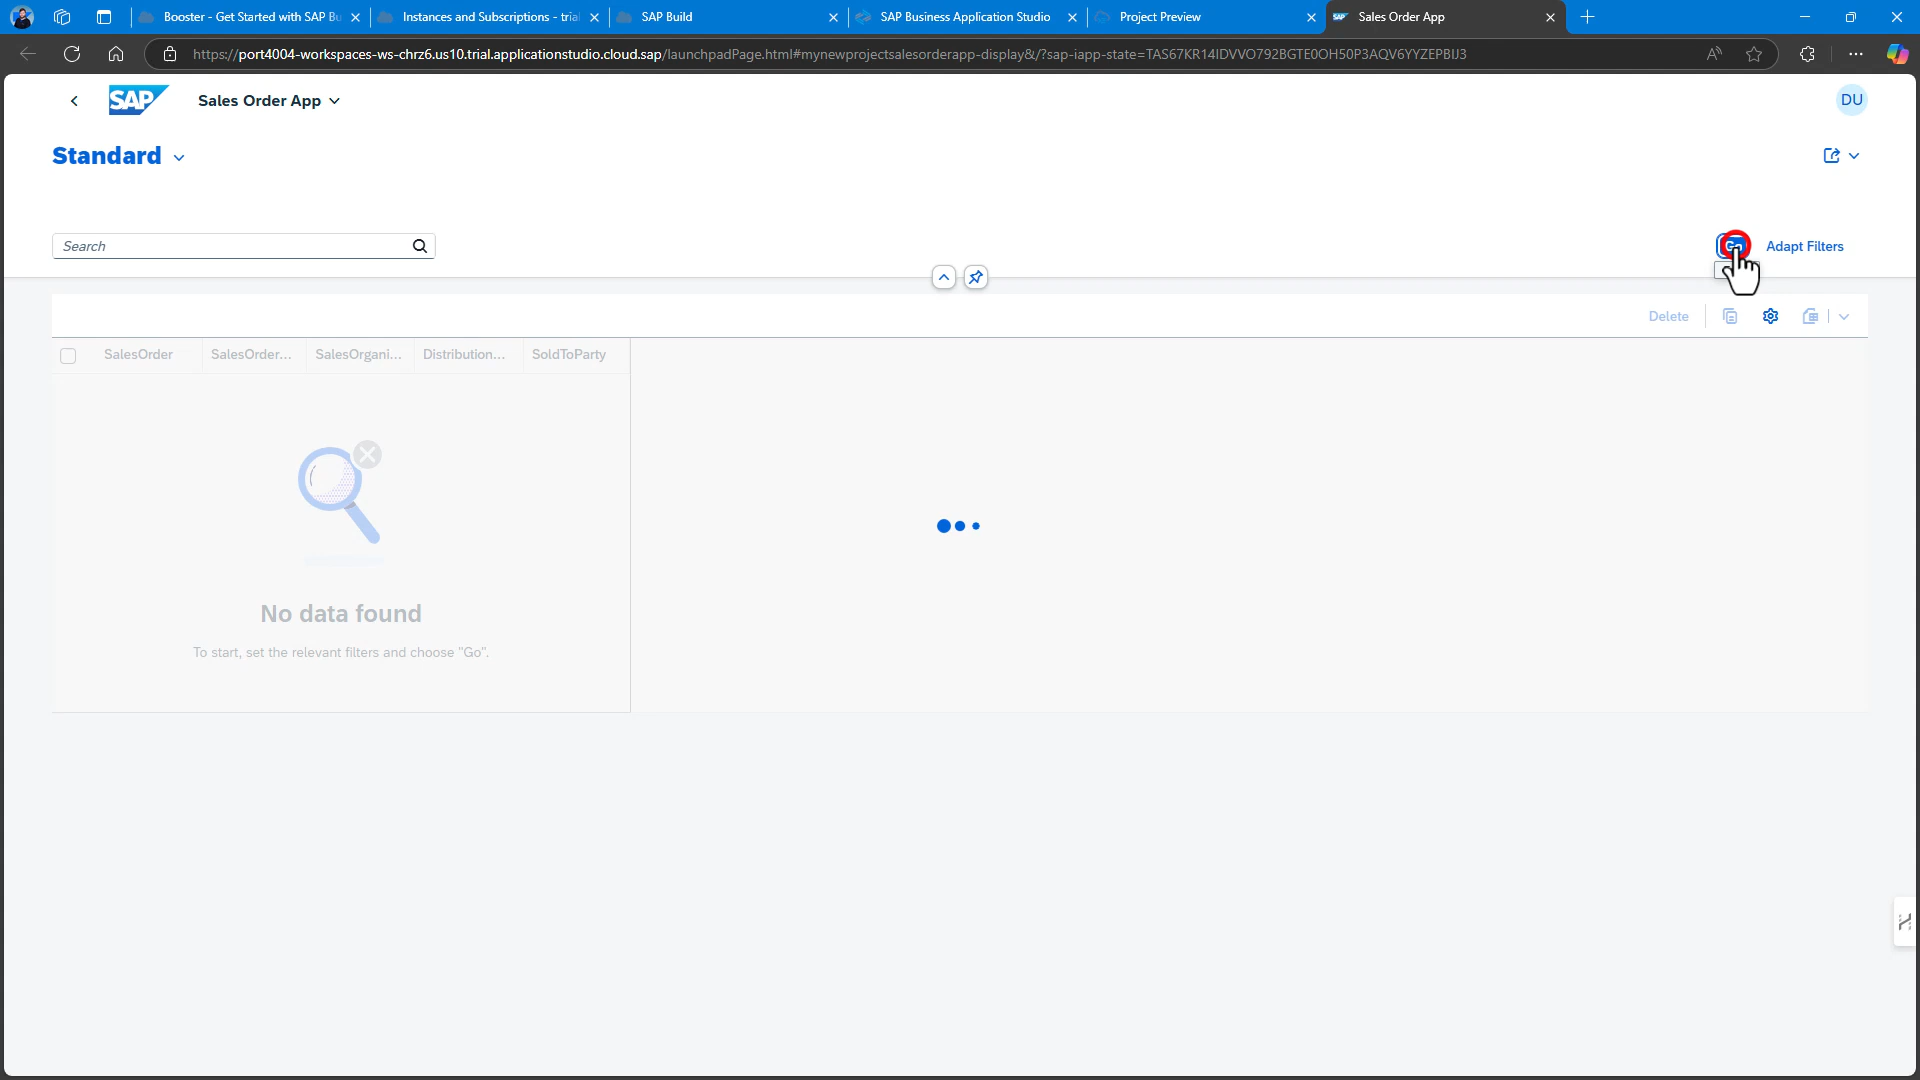 Booster - Get Started with SAP Bu
Instances and Subscriptions - trial
SAP Build
SAP Business Application Studio
Project Preview
Sales Order App
https://port4004-workspaces-ws-chrz6.us10.trial.applicationstudio.cloud.sap/launchpadPage.html#mynewprojectsalesorderapp-display&/?sap-iapp-state=TAS67KR14IDVVO792BGTE0OH50P3AQV6YYZEPBIJ3
SAP
Sales Order App
DU
Standard
Search
Adapt Filters
Delete
SalesOrder
SalesOrder...
SalesOrgani...
Distribution...
SoldToParty
No data found
To start, set the relevant filters and choose "Go".